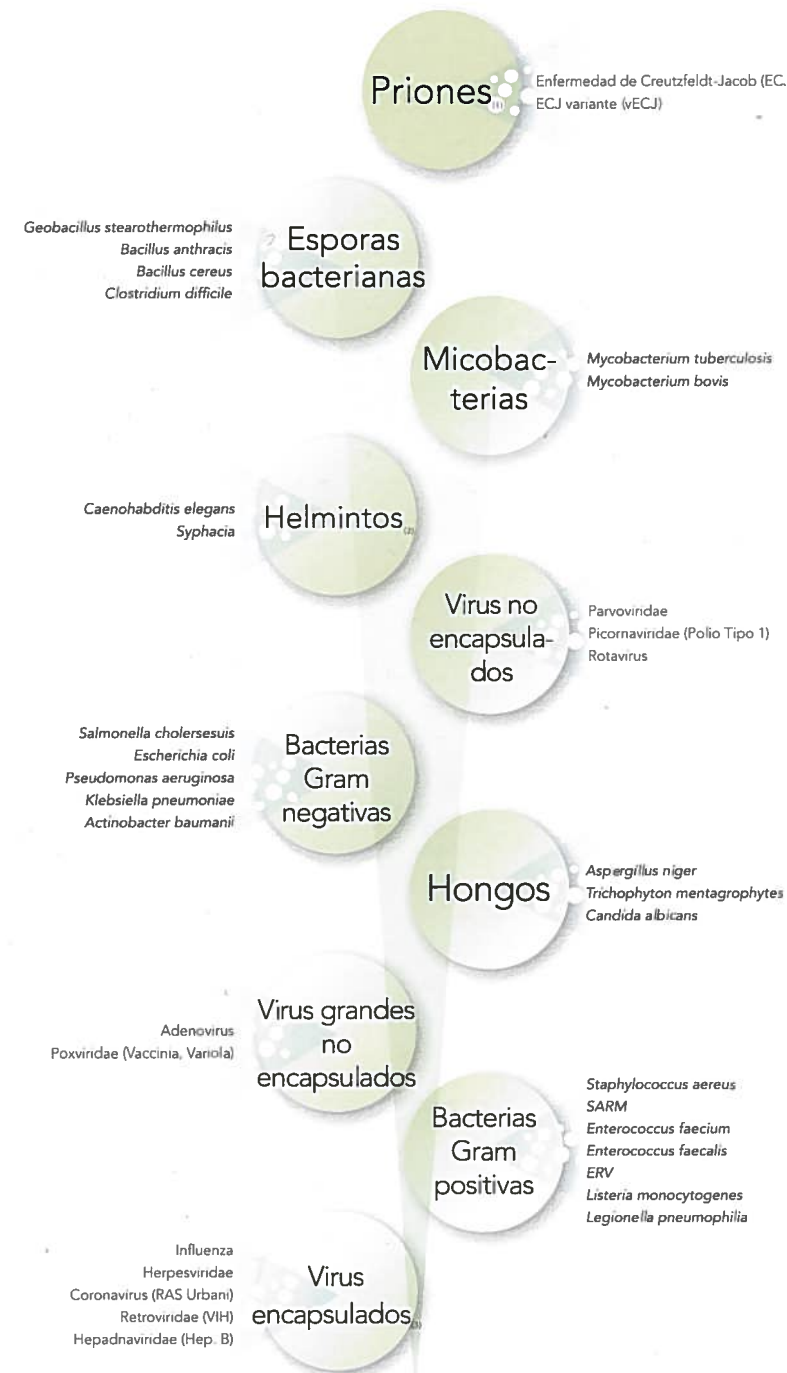 Priones
(1)
Enfermedad de Creutzfeldt-Jacob (EC
ECJ variante (vECJ)
Geobacillus stearothermophilus
Bacillus anthracis
Bacillus cereus
Clostridium difficile
Esporas
bacterianas
Micobac-
terias
Mycobacterium tuberculosis
Mycobacterium bovis
Caenohabditis elegans
Syphacia
Helmintos
(2)
Virus no
encapsula-
dos
Parvoviridae
Picornaviridae (Polio Tipo 1)
Rotavirus
Salmonella cholersesuis
Escherichia coli
Pseudomonas aeruginosa
Klebsiella pneumoniae
Actinobacter baumanii
Bacterias
Gram
negativas
Hongos
Aspergillus niger
Trichophyton mentagrophytes
Candida albicans
Adenovirus
Poxviridae (Vaccinia, Variola)
Virus grandes
no
encapsulados
Bacterias
Gram
positivas
Staphylococcus aereus
SARM
Enterococcus faecium
Enterococcus faecalis
ERV
Listeria monocytogenes
Legionella pneumophilia
Influenza
Herpesviridae
Coronavirus (RAS Urbani)
Retroviridae (VIH)
Hepadnaviridae (Hep. B)
Virus
encapsulados
(3)